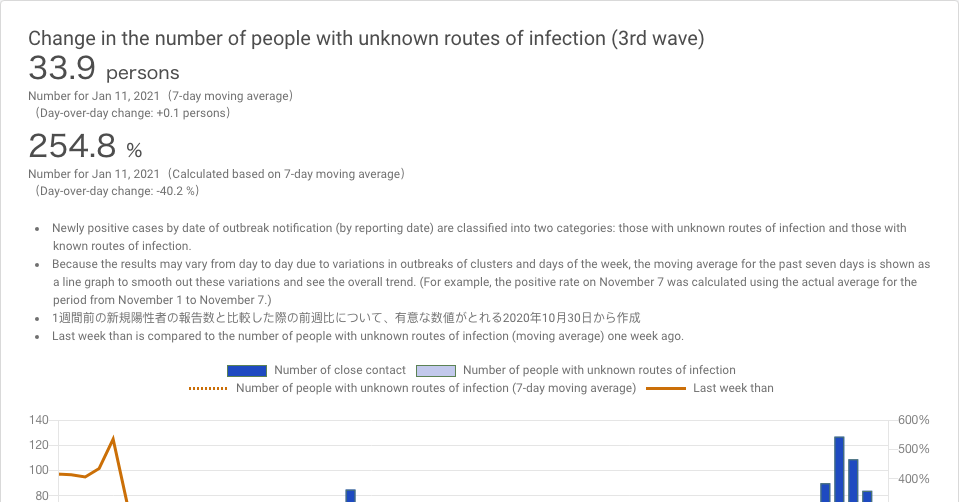 Change in the number of people with unknown routes of infection (3rd wave)
33.9 persons
Number for Jan 11, 2021（7-day moving average）
（Day-over-day change: +0.1 persons）
254.8 %
Number for Jan 11, 2021（Calculated based on 7-day moving average）
（Day-over-day change: -40.2 %）
• Newly positive cases by date of outbreak notification (by reporting date) are classified into two categories: those with unknown routes of infection and those with
known routes of infection.
• Because the results may vary from day to day due to variations in outbreaks of clusters and days of the week, the moving average for the past seven days is shown as
a line graph to smooth out these variations and see the overall trend. (For example, the positive rate on November 7 was calculated using the actual average for the
period from November 1 to November 7.)
• 1週間前の新規陽性者の報告数と比較した際の前週比について、有意な数値がとれる2020年10月30日から作成
• Last week than is compared to the number of people with unknown routes of infection (moving average) one week ago.
Number of close contact Number of people with unknown routes of infection
Number of people with unknown routes of infection (7-day moving average) Last week than
140 600%
120 500%
100 400%
80